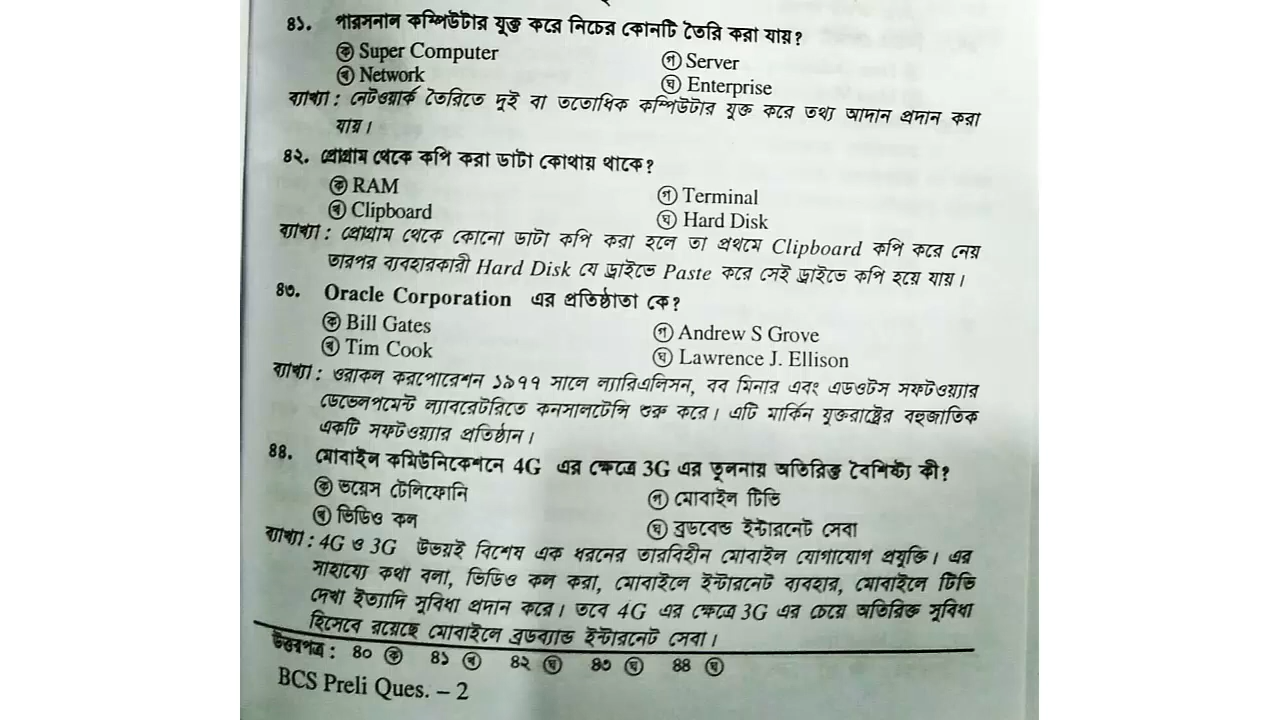 ৪১. পারসনাল কম্পিউটার যুক্ত করে নিচের কোনটি তৈরি করা যায়?
ⓚ Super Computer ⓖ Server
ⓚⓗ Network ⓖⓗ Enterprise
ব্যাখ্যা : নেটওয়ার্ক তৈরিতে দুই বা ততোধিক কম্পিউটার যুক্ত করে তথ্য আদান প্রদান করা
যায়।
৪২. প্রোগ্রাম থেকে কপি করা ডাটা কোথায় থাকে?
ক RAM গ Terminal
খ Clipboard ঘ Hard Disk
ব্যাখ্যা : প্রোগ্রাম থেকে কোনো ডাটা কপি করা হলে তা প্রথমে Clipboard কপি করে নেয়
তারপর ব্যবহারকারী Hard Disk যে ড্রাইভে Paste করে সেই ড্রাইভে কপি হয়ে যায়।
৪৩. Oracle Corporation এর প্রতিষ্ঠাতা কে?
ক Bill Gates গ Andrew S Grove
খ Tim Cook ঘ Lawrence J. Ellison
ব্যাখ্যা : ওরাকল করপোরেশন ১৯৭৭ সালে ল্যারিএলিসন, বব মিনার এবং এডওটস সফটওয়্যার
ডেভেলপমেন্ট ল্যাবরেটরিতে কনসালটেন্সি শুরু করে। এটি মার্কিন যুক্তরাষ্ট্রের বহুজাতিক
একটি সফটওয়্যার প্রতিষ্ঠান।
৪৪. মোবাইল কমিউনিকেশনে 4G এর ক্ষেত্রে 3G এর তুলনায় অতিরিক্ত বৈশিষ্ট্য কী?
ক ভয়েস টেলিফোনি গ মোবাইল টিভি
খ ভিডিও কল ঘ ব্রডবেন্ড ইন্টারনেট সেবা
ব্যাখ্যা : 4G ও 3G উভয়ই বিশেষ এক ধরনের তারবিহীন মোবাইল যোগাযোগ প্রযুক্তি। এর
সাহায্যে কথা বলা, ভিডিও কল করা, মোবাইলে ইন্টারনেট ব্যবহার, মোবাইলে টিভি
দেখা ইত্যাদি সুবিধা প্রদান করে। তবে 4G এর ক্ষেত্রে 3G এর চেয়ে অতিরিক্ত সুবিধা
হিসেবে রয়েছে মোবাইলে ব্রডব্যান্ড ইন্টারনেট সেবা।
উত্তরপত্র : ৪০ ক ৪১ খ ৪২ ঘ ৪৩ ঘ ৪৪ ঘ
BCS Preli Ques. – 2